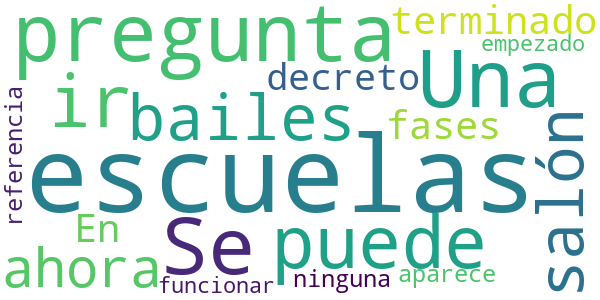 pregunta
terminado
empezado
Una
ir
decreto
referencia
bailes
fases
salón
escuelas
En
Se
puede
ahora
aparece
ninguna
funcionar